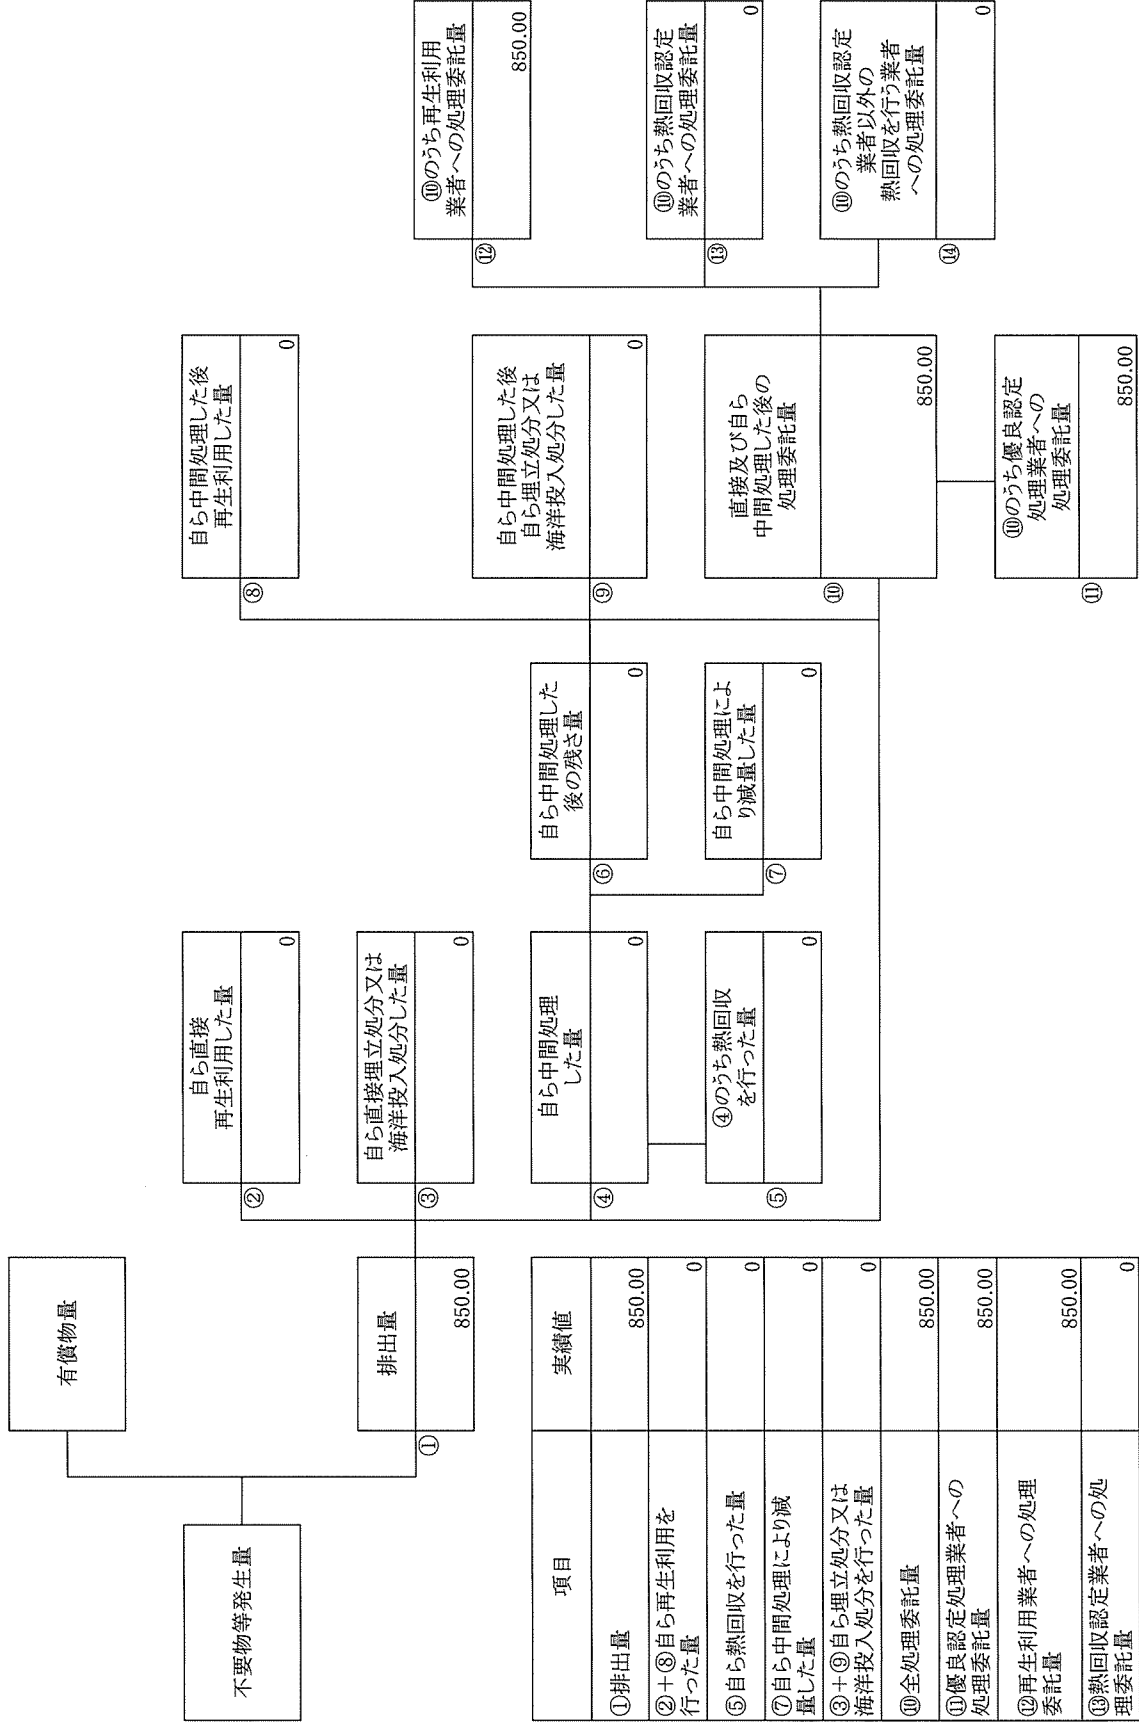 有償物量
不要物等発生量
排出量
①
850.00
自ら直接
再生利用した量
②
0
自ら直接埋立処分又は
海洋投入処分した量
③
0
自ら中間処理
した量
④
0
④のうち熱回収
を行った量
⑤
0
自ら中間処理した
後の残さ量
⑥
0
自ら中間処理によ
り減量した量
⑦
0
自ら中間処理した後
再生利用した量
⑧
0
自ら中間処理した後
自ら埋立処分又は
海洋投入処分した量
⑨
0
直接及び自ら
中間処理した後の
処理委託量
⑩
850.00
⑩のうち優良認定
処理業者への
処理委託量
⑪
850.00
⑩のうち再生利用
業者への処理委託量
⑫
850.00
⑩のうち熱回収認定
業者への処理委託量
⑬
0
⑩のうち熱回収認定
業者以外の
熱回収を行う業者
への処理委託量
⑭
0
項目 実績値
①排出量 850.00
②+⑧自ら再生利用を
行った量 0
⑤自ら熱回収を行った量 0
⑦自ら中間処理により減
量した量 0
③+⑨自ら埋立処分又は
海洋投入処分を行った量 0
⑩全処理委託量 850.00
⑪優良認定処理業者への
処理委託量 850.00
⑫再生利用業者への処理
委託量 850.00
⑬熱回収認定業者への処
理委託量 0